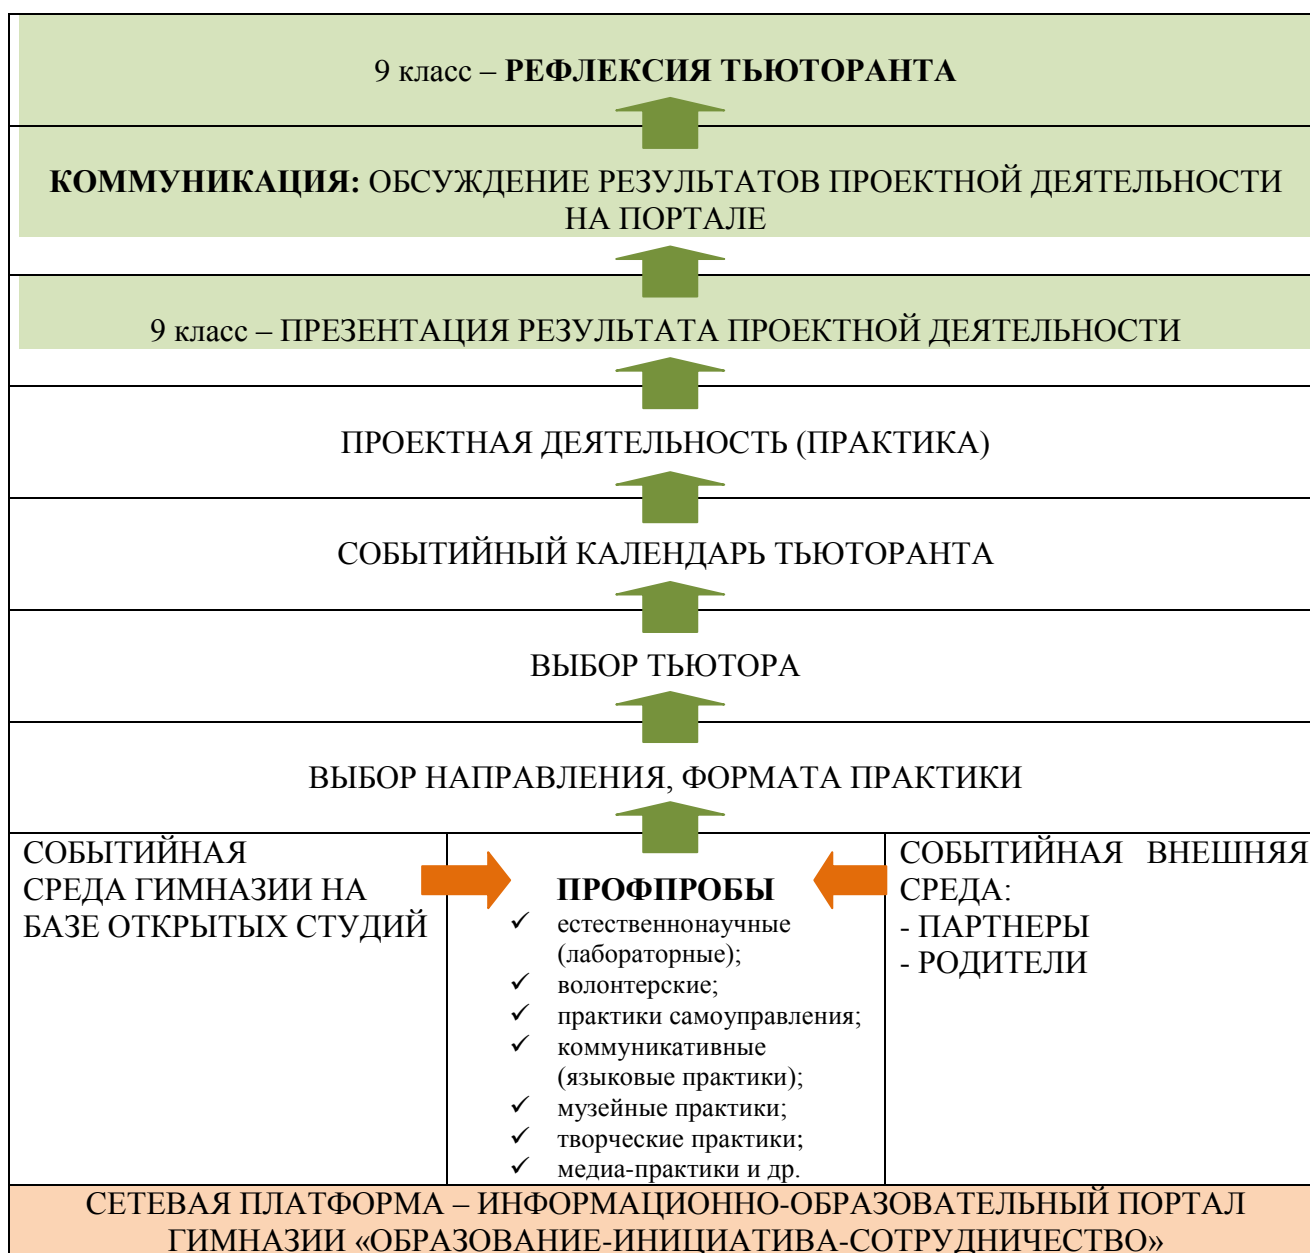 9 класс – РЕФЛЕКСИЯ ТЬЮТОРАНТА
КОММУНИКАЦИЯ: ОБСУЖДЕНИЕ РЕЗУЛЬТАТОВ ПРОЕКТНОЙ ДЕЯТЕЛЬНОСТИ
НА ПОРТАЛЕ
9 класс – ПРЕЗЕНТАЦИЯ РЕЗУЛЬТАТА ПРОЕКТНОЙ ДЕЯТЕЛЬНОСТИ
ПРОЕКТНАЯ ДЕЯТЕЛЬНОСТЬ (ПРАКТИКА)
СОБЫТИЙНЫЙ КАЛЕНДАРЬ ТЬЮТОРАНТА
ВЫБОР ТЬЮТОРА
ВЫБОР НАПРАВЛЕНИЯ, ФОРМАТА ПРАКТИКИ
СОБЫТИЙНАЯ
СРЕДА ГИМНАЗИИ НА
БАЗЕ ОТКРЫТЫХ СТУДИЙ
ПРОФПРОБЫ
✓ естественнонаучные
(лабораторные);
✓ волонтерские;
✓ практики самоуправления;
✓ коммуникативные
(языковые практики);
✓ музейные практики;
✓ творческие практики;
✓ медиа-практики и др.
СОБЫТИЙНАЯ ВНЕШНЯЯ
СРЕДА:
- ПАРТНЕРЫ
- РОДИТЕЛИ
СЕТЕВАЯ ПЛАТФОРМА – ИНФОРМАЦИОННО-ОБРАЗОВАТЕЛЬНЫЙ ПОРТАЛ
ГИМНАЗИИ «ОБРАЗОВАНИЕ-ИНИЦИАТИВА-СОТРУДНИЧЕСТВО»